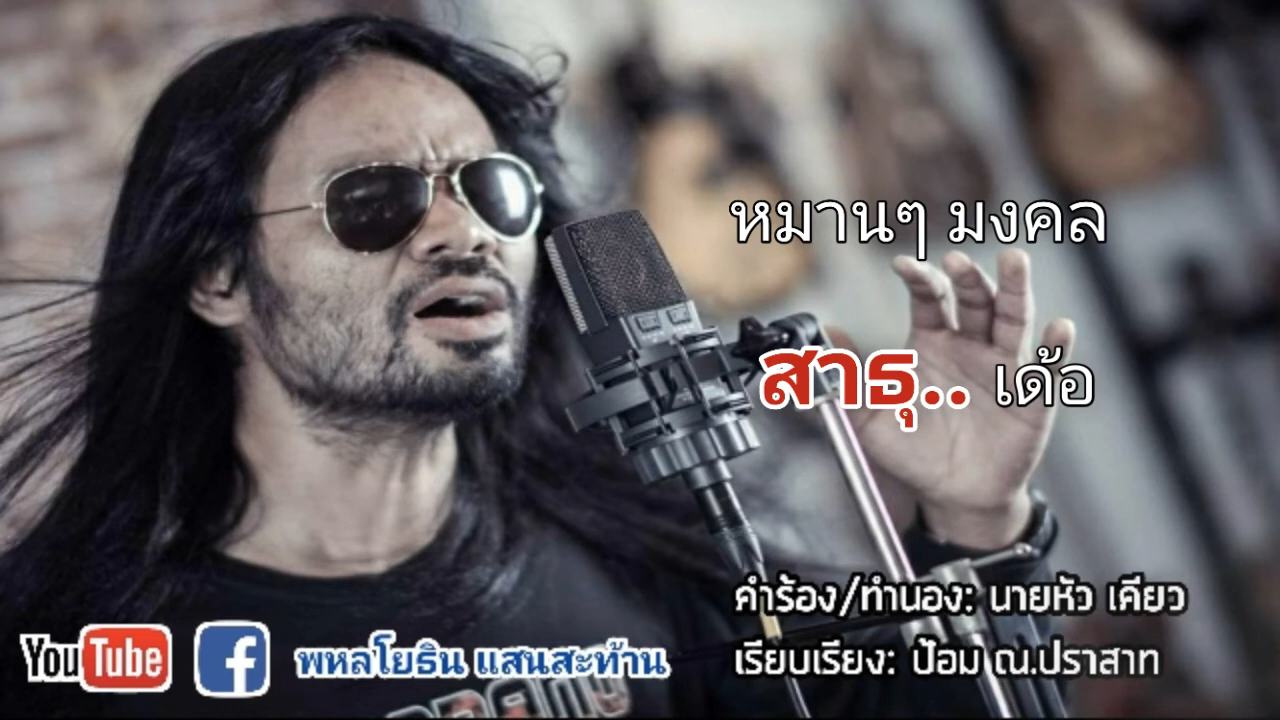 หมานๆ มงคล
สาธุ.. เด้อ
คำร้อง/ทำนอง: นายหัว เคียว
เรียบเรียง: ป้อม ณ.ปราสาท
YouTube f พหลโยธิน แสนสะท้าน